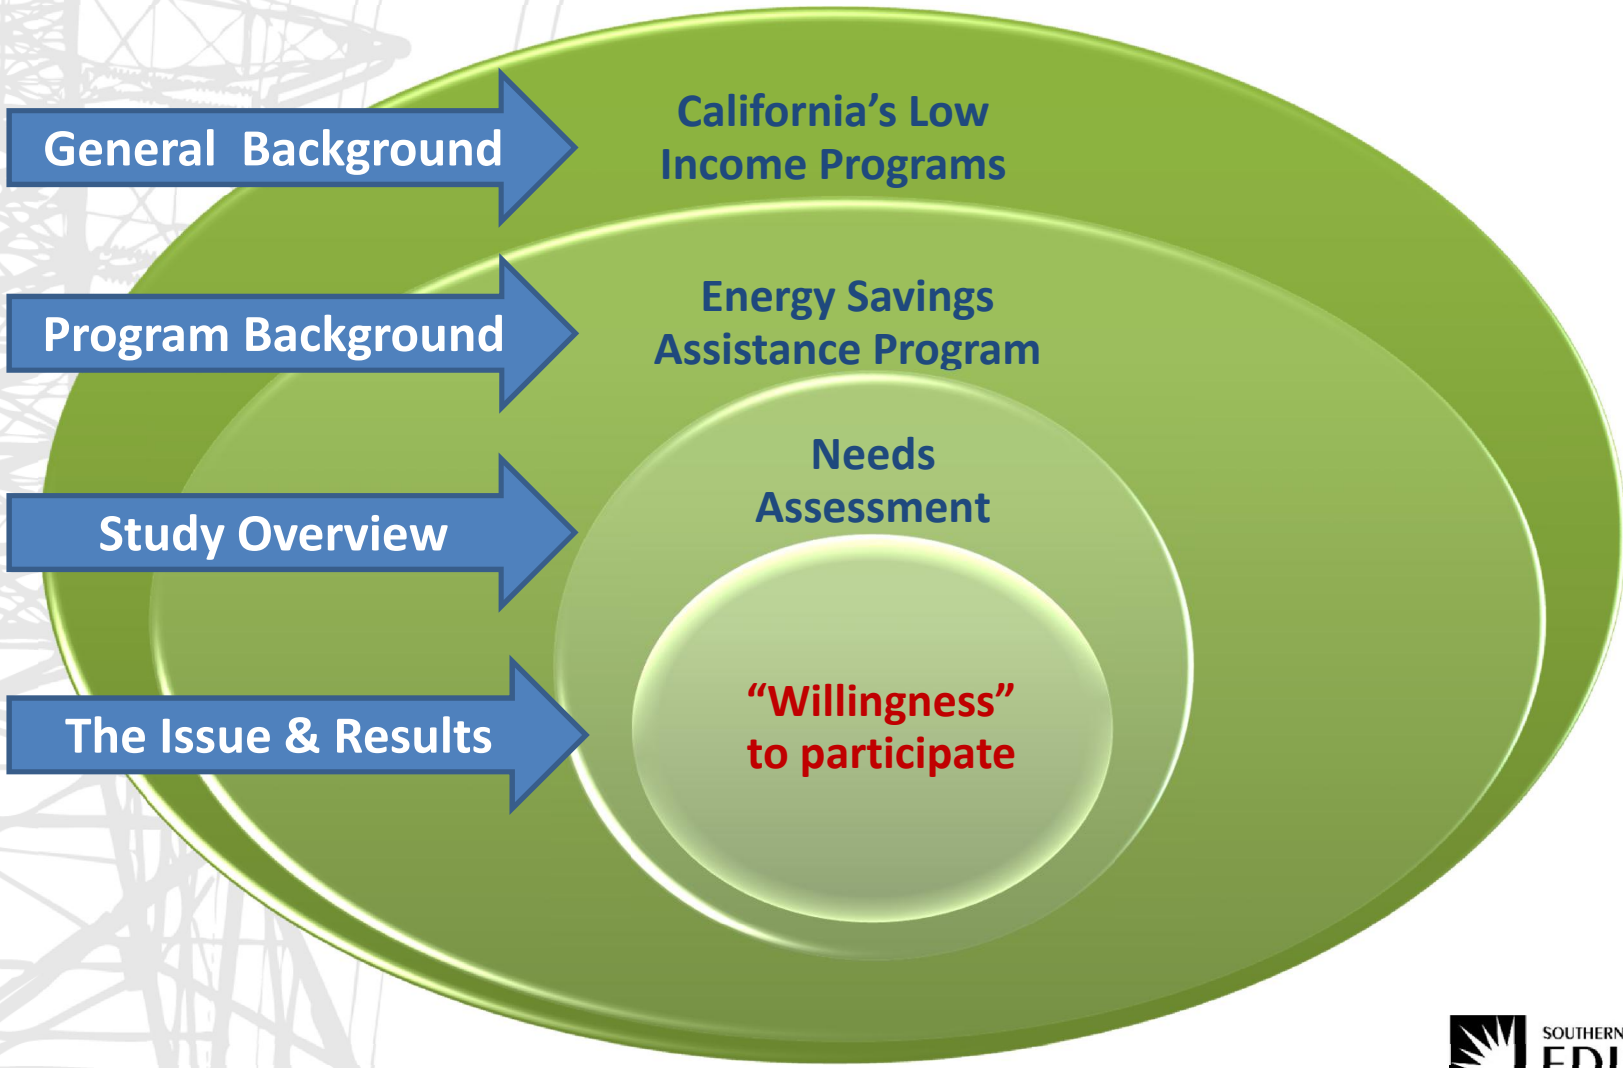 General  Background
California’s Low
Income Programs
Program Background
Energy Savings
Assistance Program
Study Overview
Needs
Assessment
The Issue & Results
“Willingness”
to participate
SOUTHERN